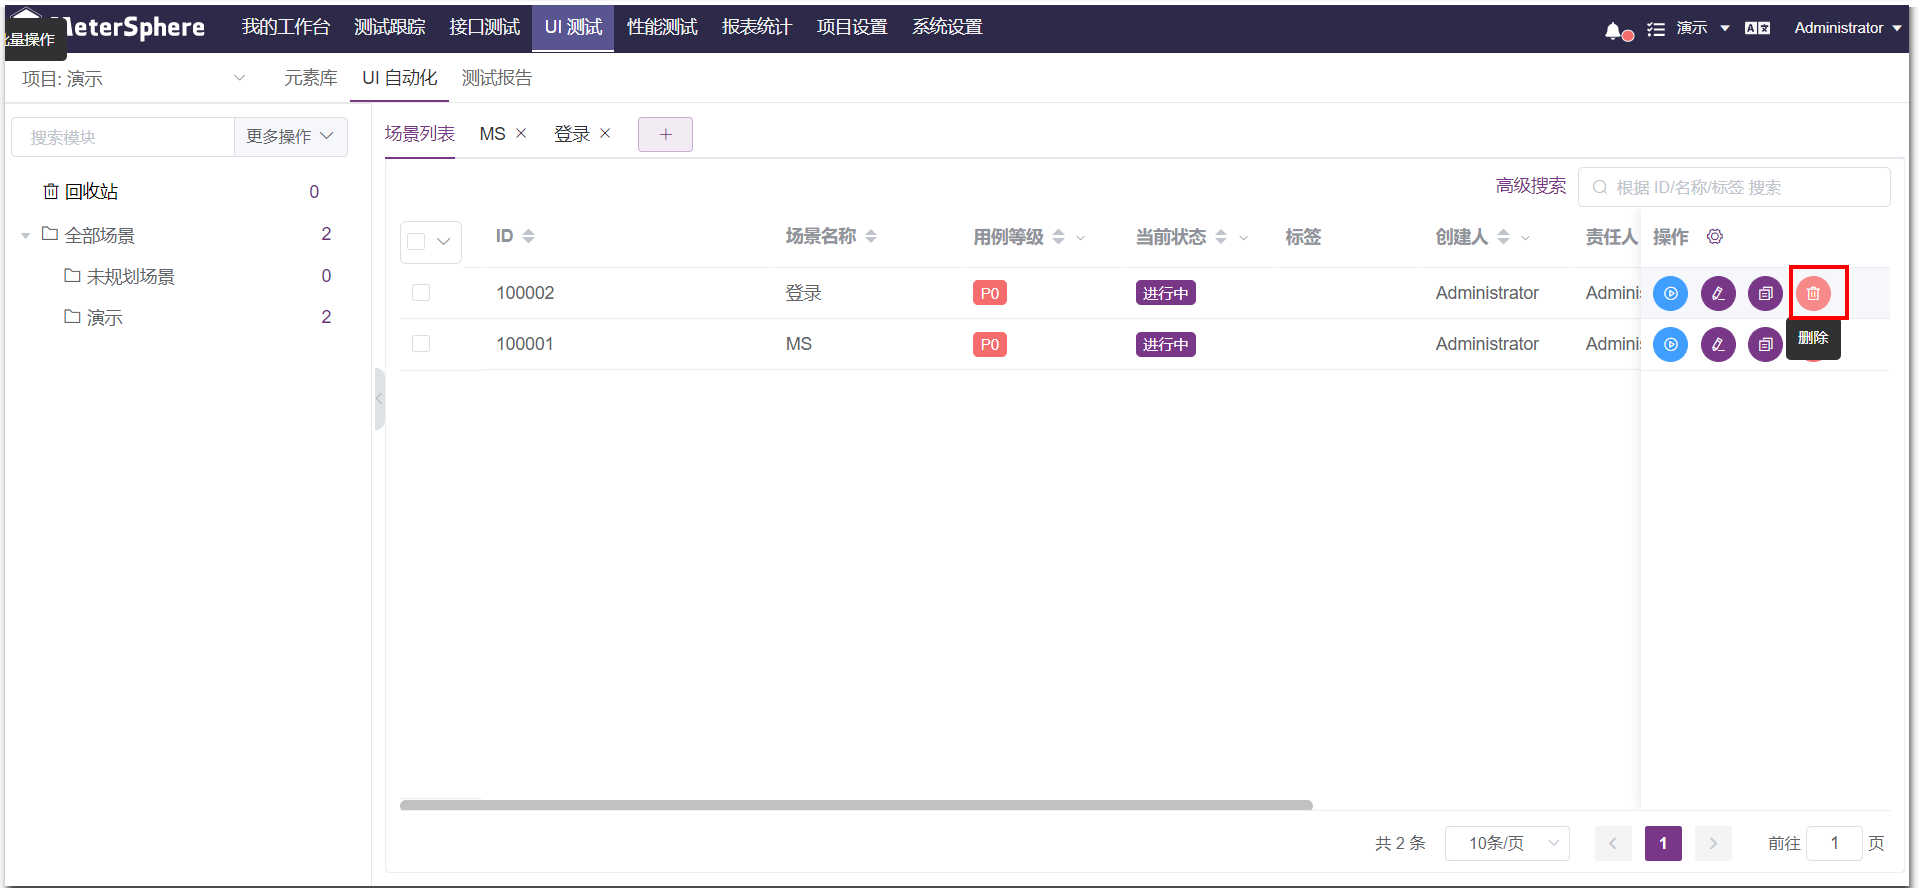 MeterSphere 我的工作台 测试跟踪 接口测试 UI 测试 性能测试 报表统计 项目设置 系统设置 演示 Administrator
批量操作
项目: 演示 元素库 UI 自动化 测试报告
搜索模块 更多操作
回收站 0
全部场景 2
未规划场景 0
演示 2
场景列表 MS 登录 +
高级搜索 根据 ID/名称/标签 搜索
ID 场景名称 用例等级 当前状态 标签 创建人 责任人 操作
100002 登录 P0 进行中 Administrator Admini
100001 MS P0 进行中 Administrator Admini
删除
共 2 条 10条/页 1 前往 1 页